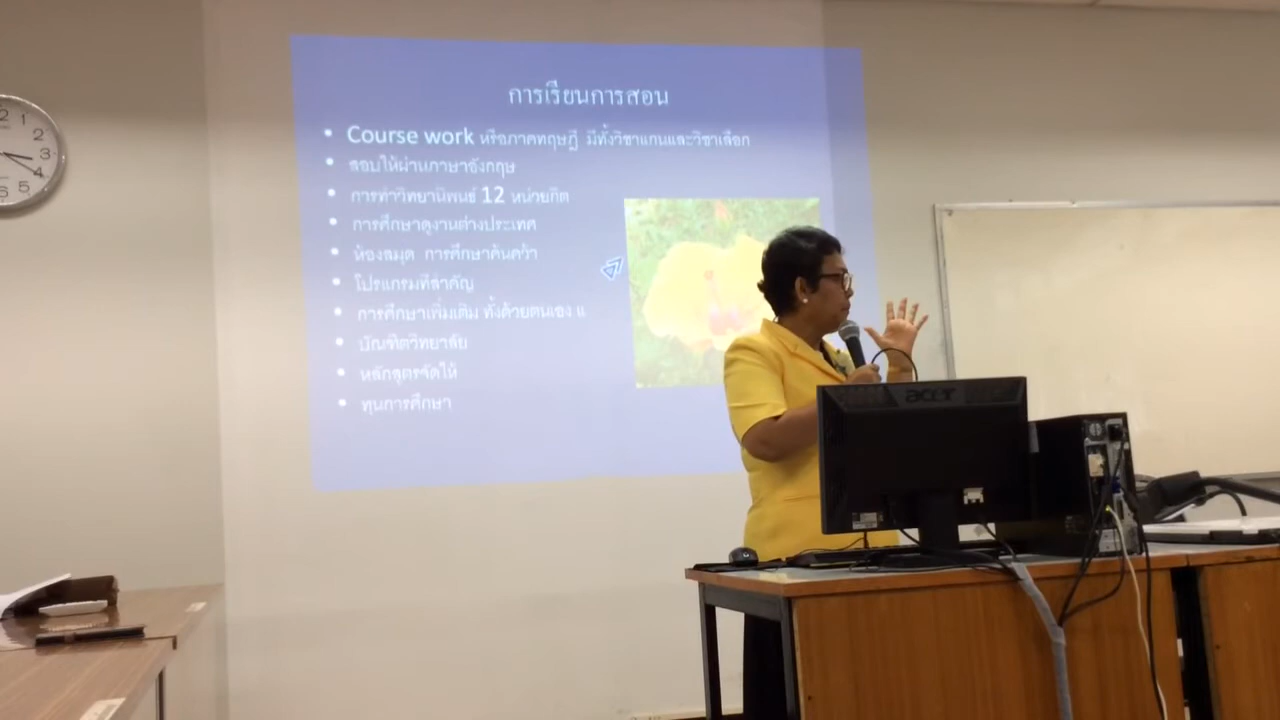 การเรียนการสอน
• Course work หรือภาคทฤษฎี มีทั้งวิชาแกนและวิชาเลือก
• สอบให้ผ่านภาษาอังกฤษ
• การทำวิทยานิพนธ์ 12 หน่วยกิต
• การศึกษาดูงานต่างประเทศ
• ห้องสมุด การศึกษาค้นคว้า
• โปรแกรมที่สำคัญ
• การศึกษาเพิ่มเติม ทั้งด้วยตนเอง แ
• บัณฑิตวิทยาลัย
• หลักสูตรจัดให้
• ทุนการศึกษา
acer
2 1
2
3
4
5
6